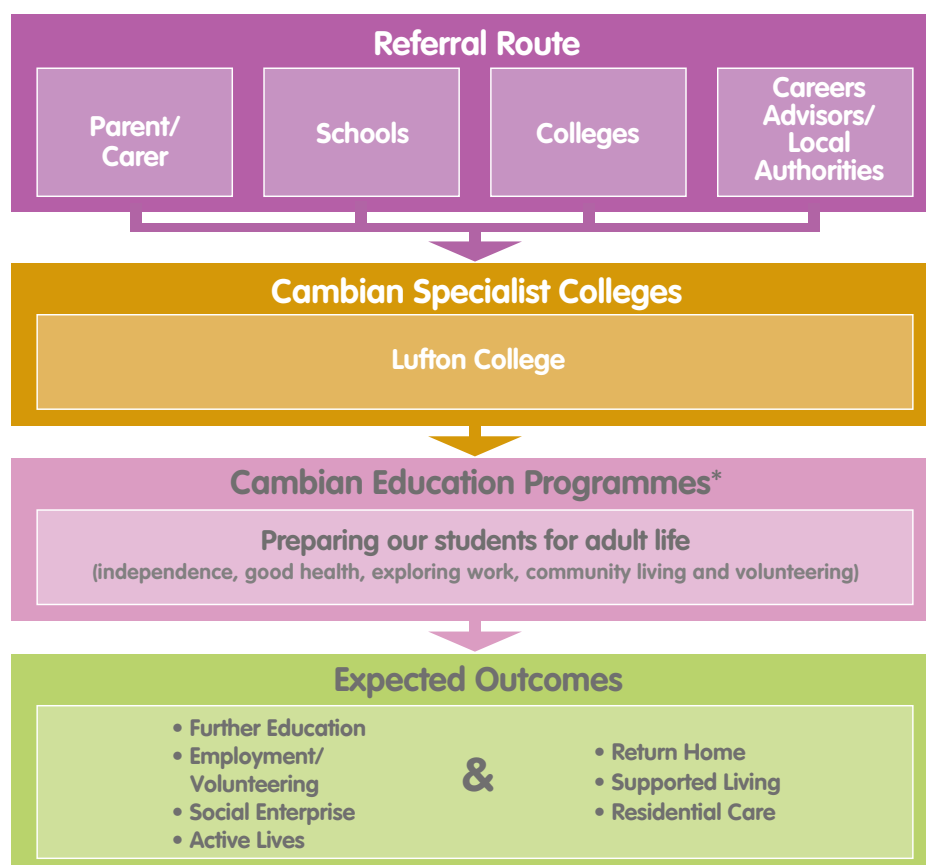 Referral Route
Parent/
Carer
Schools
Colleges
Careers
Advisors/
Local
Authorities
Cambian Specialist Colleges
Lufton College
Cambian Education Programmes*
Preparing our students for adult life
(independence, good health, exploring work, community living and volunteering)
Expected Outcomes
• Further Education
• Employment/
Volunteering
• Social Enterprise
• Active Lives
&
• Return Home
• Supported Living
• Residential Care